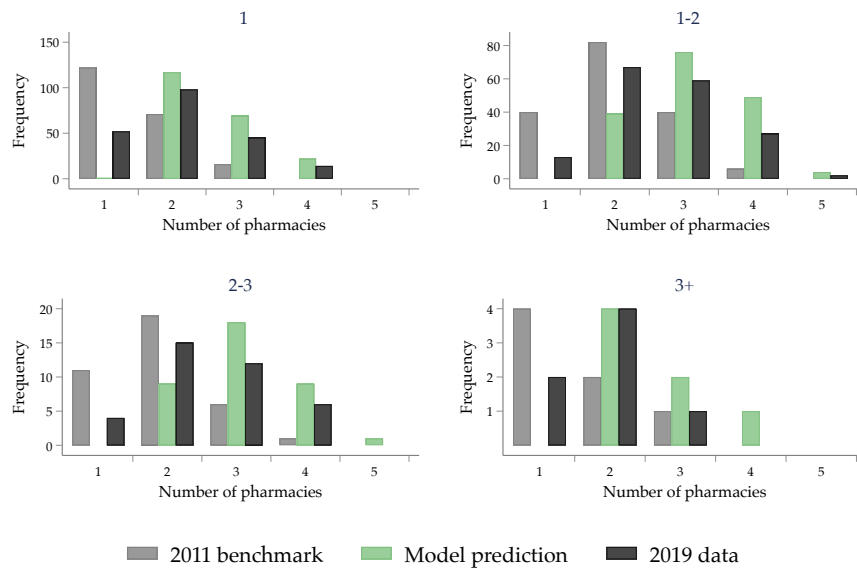 1
Frequency
150
100
50
0
1 2 3 4 5
Number of pharmacies
1-2
Frequency
80
60
40
20
0
1 2 3 4 5
Number of pharmacies
2-3
Frequency
20
15
10
5
0
1 2 3 4 5
Number of pharmacies
3+
Frequency
4
3
2
1
1 2 3 4 5
Number of pharmacies
2011 benchmark Model prediction 2019 data